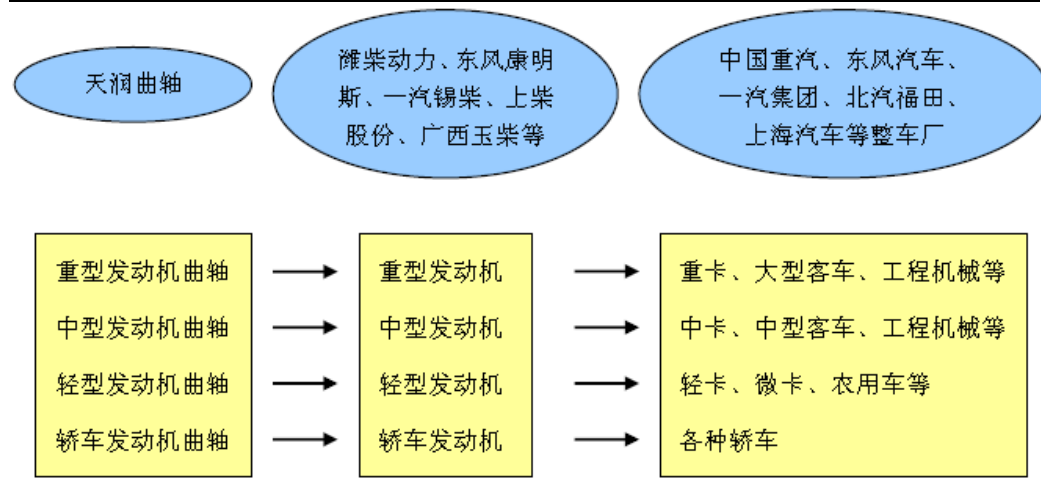 天润曲轴
潍柴动力、东风康明
斯、一汽锡柴、上柴
股份、广西玉柴等
中国重汽、东风汽车、
一汽集团、北汽福田、
上海汽车等整车厂
重型发动机曲轴
重型发动机
重卡、大型客车、工程机械等
中型发动机曲轴
中型发动机
中卡、中型客车、工程机械等
轻型发动机曲轴
轻型发动机
轻卡、微卡、农用车等
轿车发动机曲轴
轿车发动机
各种轿车